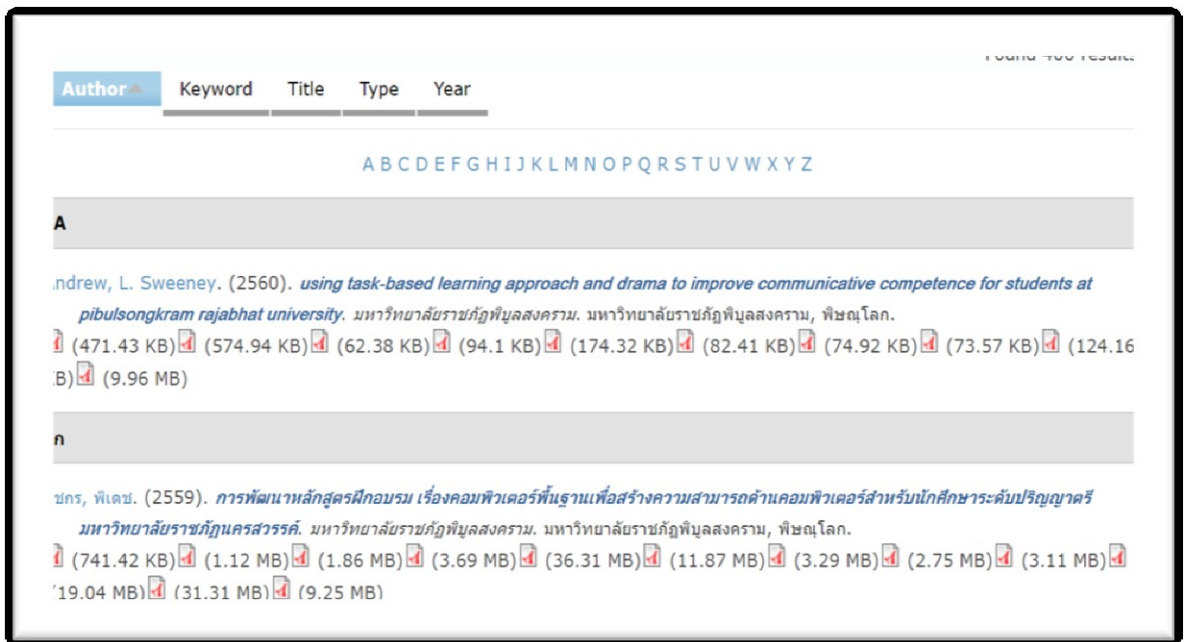 Author Keyword Title Type Year
A B C D E F G H I J K L M N O P Q R S T U V W X Y Z
A
ndrew, L. Sweeney. (2560). using task-based learning approach and drama to improve communicative competence for students at
pibulsongkram rajabhat university. มหาวิทยาลัยราชภัฏพิบูลสงคราม. มหาวิทยาลัยราชภัฏพิบูลสงคราม, พิษณุโลก.
(471.43 KB) (574.94 KB) (62.38 KB) (94.1 KB) (174.32 KB) (82.41 KB) (74.92 KB) (73.57 KB) (124.16
B) (9.96 MB)
ก
ชกร, พิเดช. (2559). การพัฒนาหลักสูตรฝึกอบรม เรื่องคอมพิวเตอร์พื้นฐานเพื่อสร้างความสามารถด้านคอมพิวเตอร์สำหรับนักศึกษาระดับปริญญาตรี
มหาวิทยาลัยราชภัฏนครสวรรค์. มหาวิทยาลัยราชภัฏพิบูลสงคราม. มหาวิทยาลัยราชภัฏพิบูลสงคราม, พิษณุโลก.
(741.42 KB) (1.12 MB) (1.86 MB) (3.69 MB) (36.31 MB) (11.87 MB) (3.29 MB) (2.75 MB) (3.11 MB)
(19.04 MB) (31.31 MB) (9.25 MB)